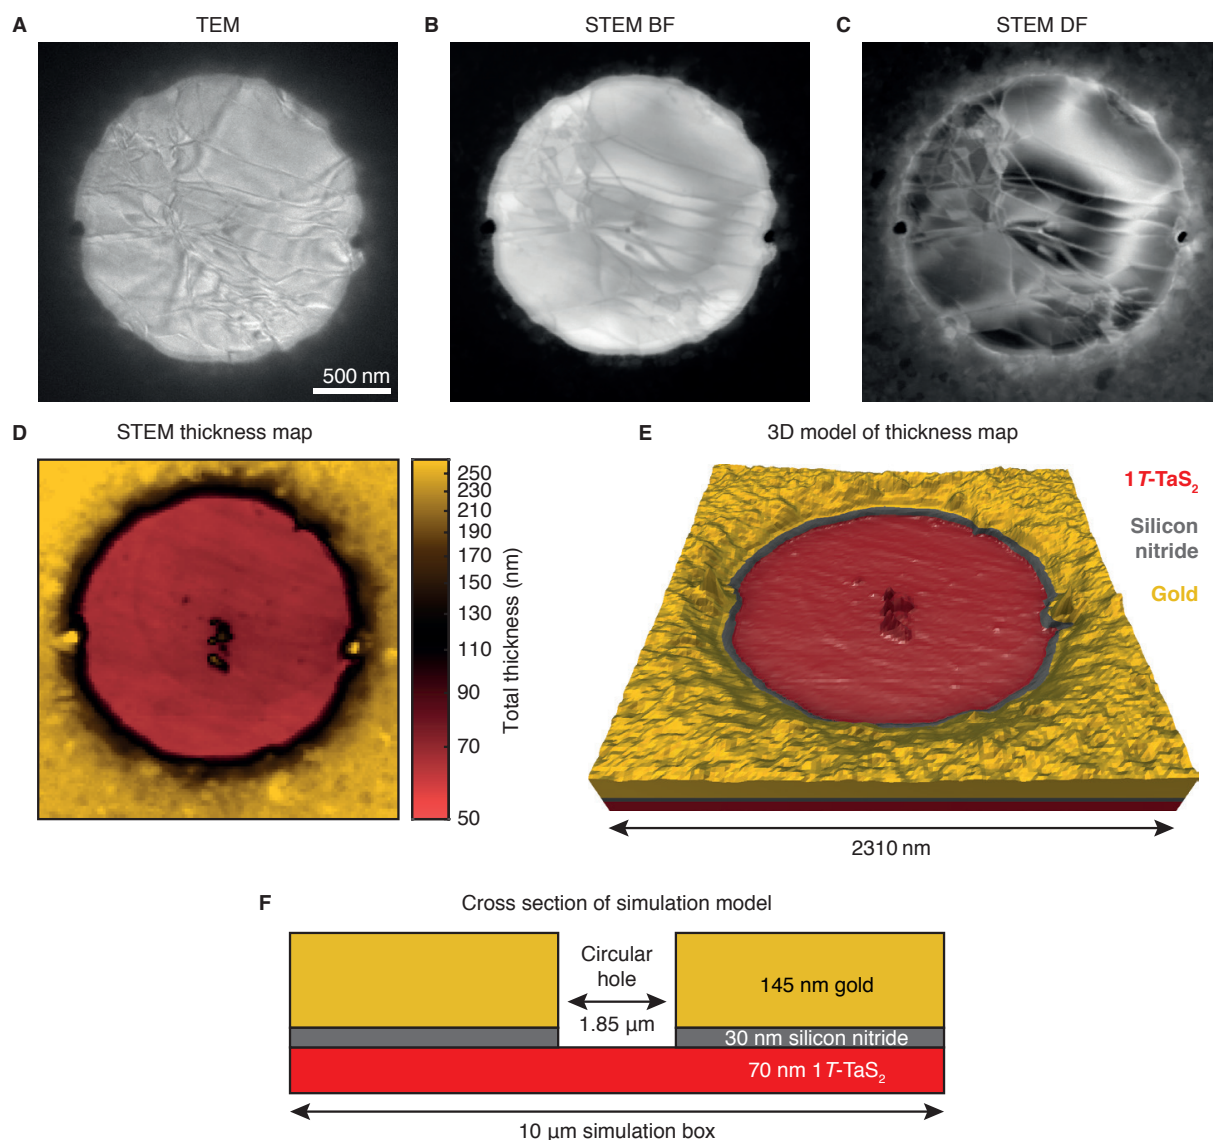 A
TEM
B
STEM BF
C
STEM DF
500 nm
D
STEM thickness map
250
230
210
190
170
150
130
110
90
70
50
Total thickness (nm)
E
3D model of thickness map
1T-TaS₂
Silicon
nitride
Gold
2310 nm
F
Cross section of simulation model
Circular
hole
1.85 μm
145 nm gold
30 nm silicon nitride
70 nm 1T-TaS₂
10 μm simulation box